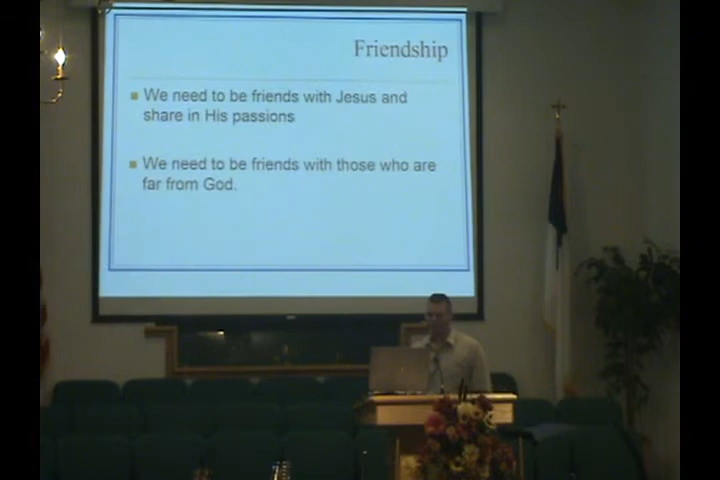 Friendship
We need to be friends with Jesus and
share in His passions
We need to be friends with those who are
far from God.